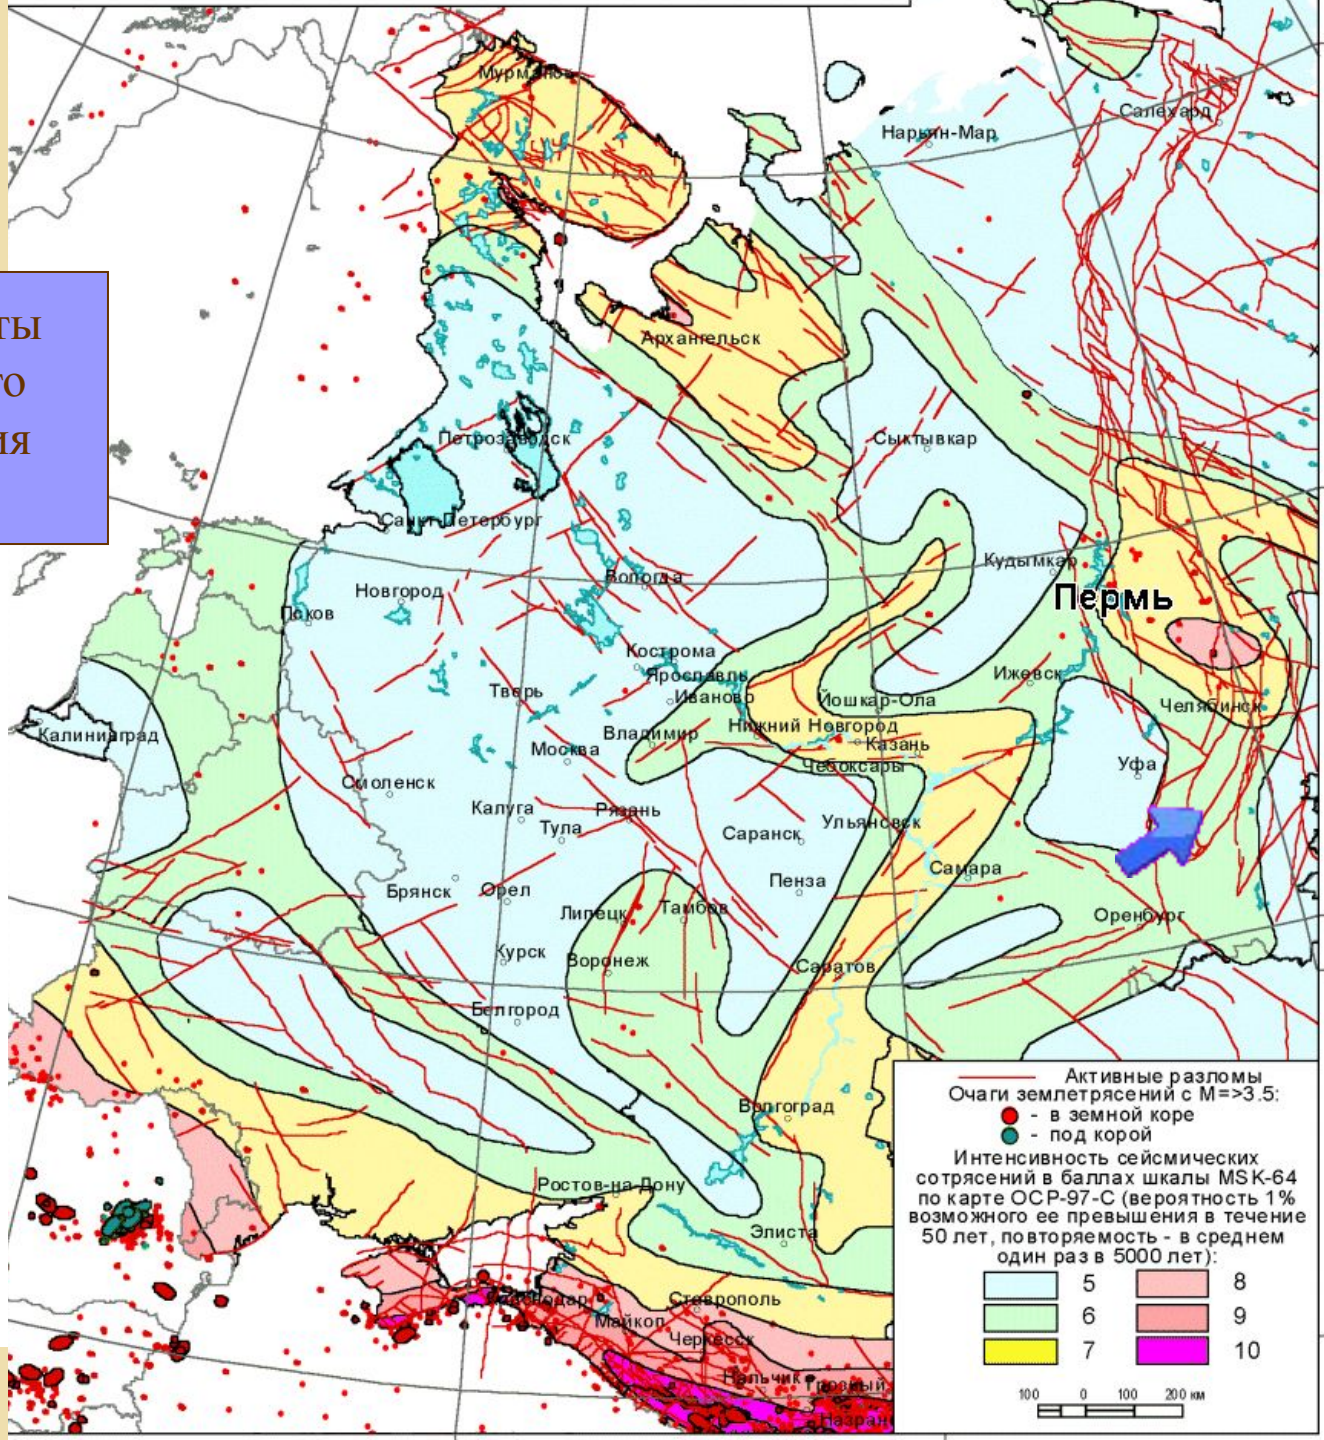 Мурманск
Салехард
Нарьян-Мар
Архангельск
Петрозаводск
Сыктывкар
Санкт-Петербург
Вологда
Кудымкар
Новгород
Пермь
Псков
Кострома
Ярославль
Ижевск
Тверь
Иваново
Йошкар-Ола
Челябинск
Калининград
Владимир
Нижний Новгород
Москва
Казань
Чебоксары
Уфа
Смоленск
Калуга
Рязань
Тула
Саранск
Ульяновск
Самара
Пенза
Брянск
Орел
Липецк
Тамбов
Оренбург
Курск
Воронеж
Саратов
Белгород
Волгоград
Ростов-на-Дону
Элиста
Краснодар
Ставрополь
Майкоп
Черкесск
Нальчик
Грозный
Назран
ты
Активные разломы
Очаги землетрясений с М=>3.5:
- в земной коре
- под корой
Интенсивность сейсмических
сотрясений в баллах шкалы MSK-64
по карте ОСР-97-С (вероятность 1%
возможного ее превышения в течение
50 лет, повторяемость - в среднем
один раз в 5000 лет):
5 8
6 9
7 10
100 0 100 200 км